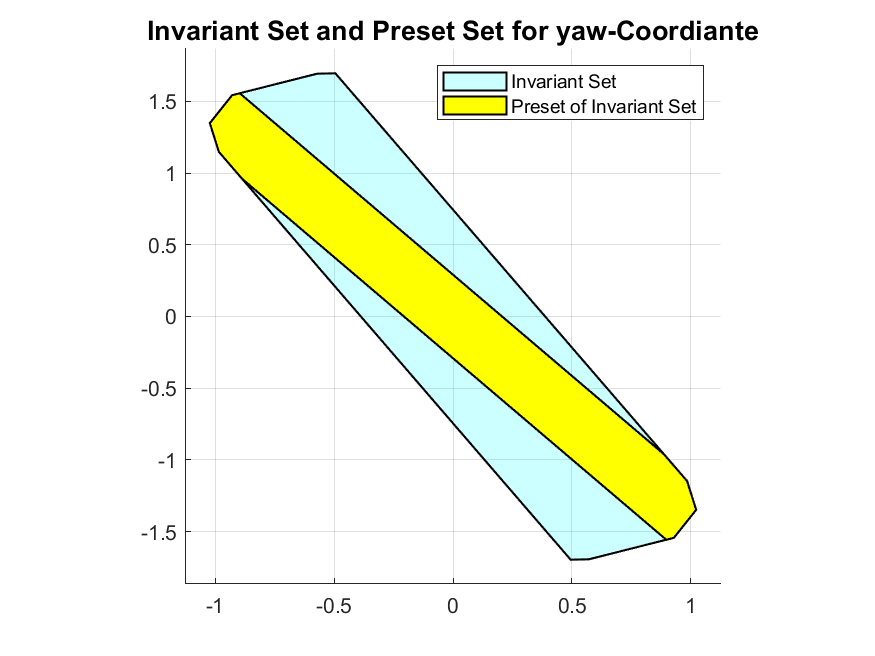 Invariant Set and Preset Set for yaw-Coordiante
Invariant Set
Preset of Invariant Set
1.5
1
0.5
0
-0.5
-1
-1.5
-1 -0.5 0 0.5 1